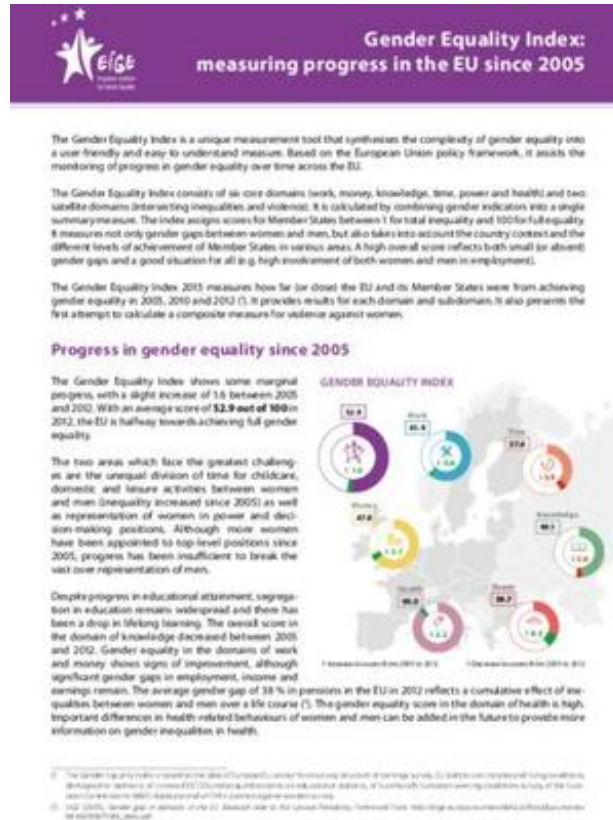 EIGE
Gender Equality Index:
measuring progress in the EU since 2005
The Gender Equality Index is a unique measurement tool that synthesises the complexity of gender equality into
a user-friendly and easy to understand measure. Based on the European Union policy framework, it assists the
monitoring of progress in gender equality over time across the EU.
The Gender Equality Index consists of six core domains (work, money, knowledge, time, power and health) and two
satellite domains (intersecting inequalities and violence). It is calculated by combining gender indicators into a single
summary measure. The index assigns scores for Member States between 1 for total inequality and 100 for full equality.
It measures not only gender gaps between women and men, but also takes into account the country context and the
different levels of achievement of Member States in various areas. A high overall score reflects both small (or absent)
gender gaps and a good situation for all (e.g. high involvement of both women and men in employment).
The Gender Equality Index 2015 measures how far (or close) the EU and its Member States were from achieving
gender equality in 2005, 2010 and 2012 (¹). It provides results for each domain and subdomain. It also presents the
first attempt to calculate a composite measure for violence against women.
Progress in gender equality since 2005
The Gender Equality Index shows some marginal
progress, with a slight increase of 1.6 between 2005
and 2012. With an average score of 52.9 out of 100 in
2012, the EU is halfway towards achieving full gender
equality.
The two areas which face the greatest challeng-
es are the unequal division of time for childcare,
domestic and leisure activities between women
and men (inequality increased since 2005) as well
as representation of women in power and deci-
sion-making positions. Although more women
have been appointed to top-level positions since
2005, progress has been insufficient to break the
vast over representation of men.
Despite progress in educational attainment, segrega-
tion in education remains widespread and there has
been a drop in lifelong learning. The overall score in
the domain of knowledge decreased between 2005
and 2012. Gender equality in the domains of work
and money shows signs of improvement, although
significant gender gaps in employment, income and
earnings remain. The average gender gap of 38 % in pensions in the EU in 2012 reflects a cumulative effect of ine-
qualities between women and men over a life course (²). The gender equality score in the domain of health is high.
Important differences in health related behaviours of women and men can be added in the future to provide more
information on gender inequalities in health.
GENDER EQUALITY INDEX
52.9
Work
61.9
Time
37.6
Money
67.8
Knowledge
Health
Power
39.7